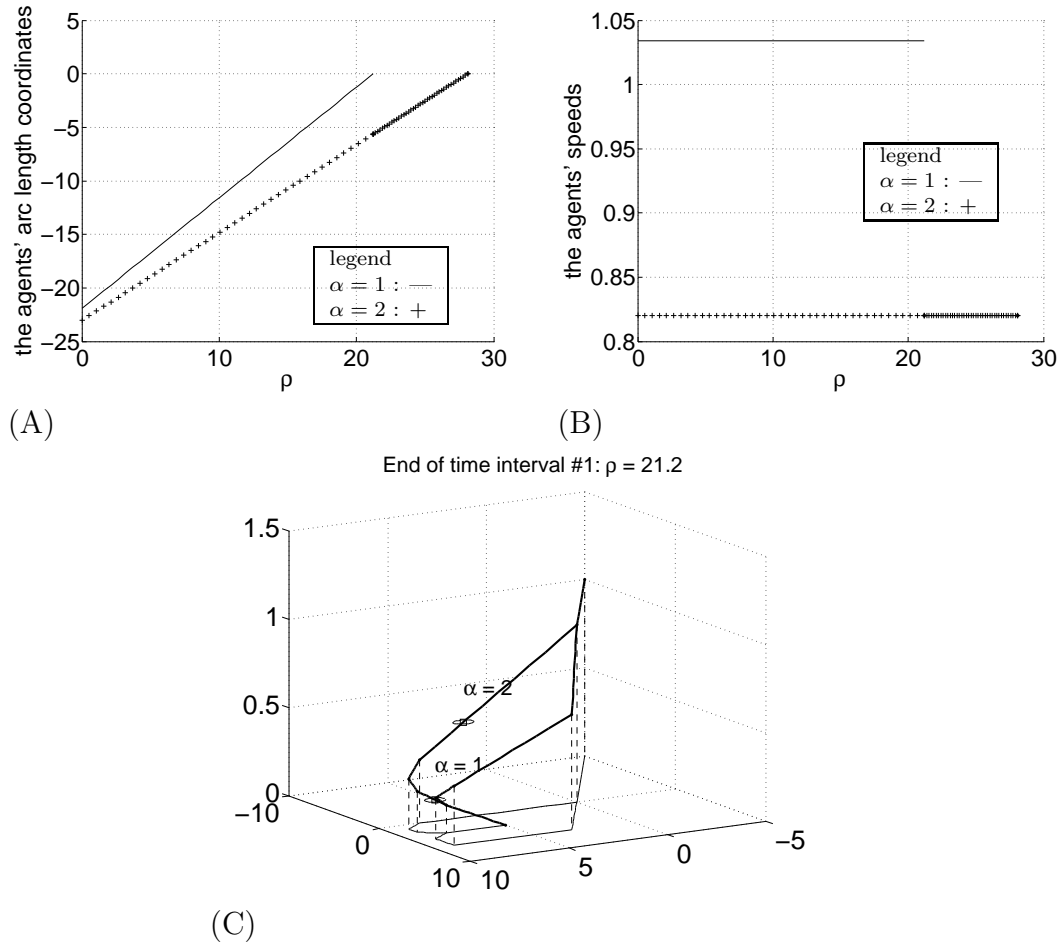 the agents' arc length coordinates
5
0
−5
−10
−15
−20
−25
0
10
20
30
ρ
legend
α = 1 : —
α = 2 : +
(A)
the agents' speeds
1.05
1
0.95
0.9
0.85
0.8
0
10
20
30
ρ
legend
α = 1 : —
α = 2 : +
(B)
End of time interval #1: ρ = 21.2
1.5
1
0.5
0
−10
0
10
10
5
0
−5
α = 2
α = 1
(C)